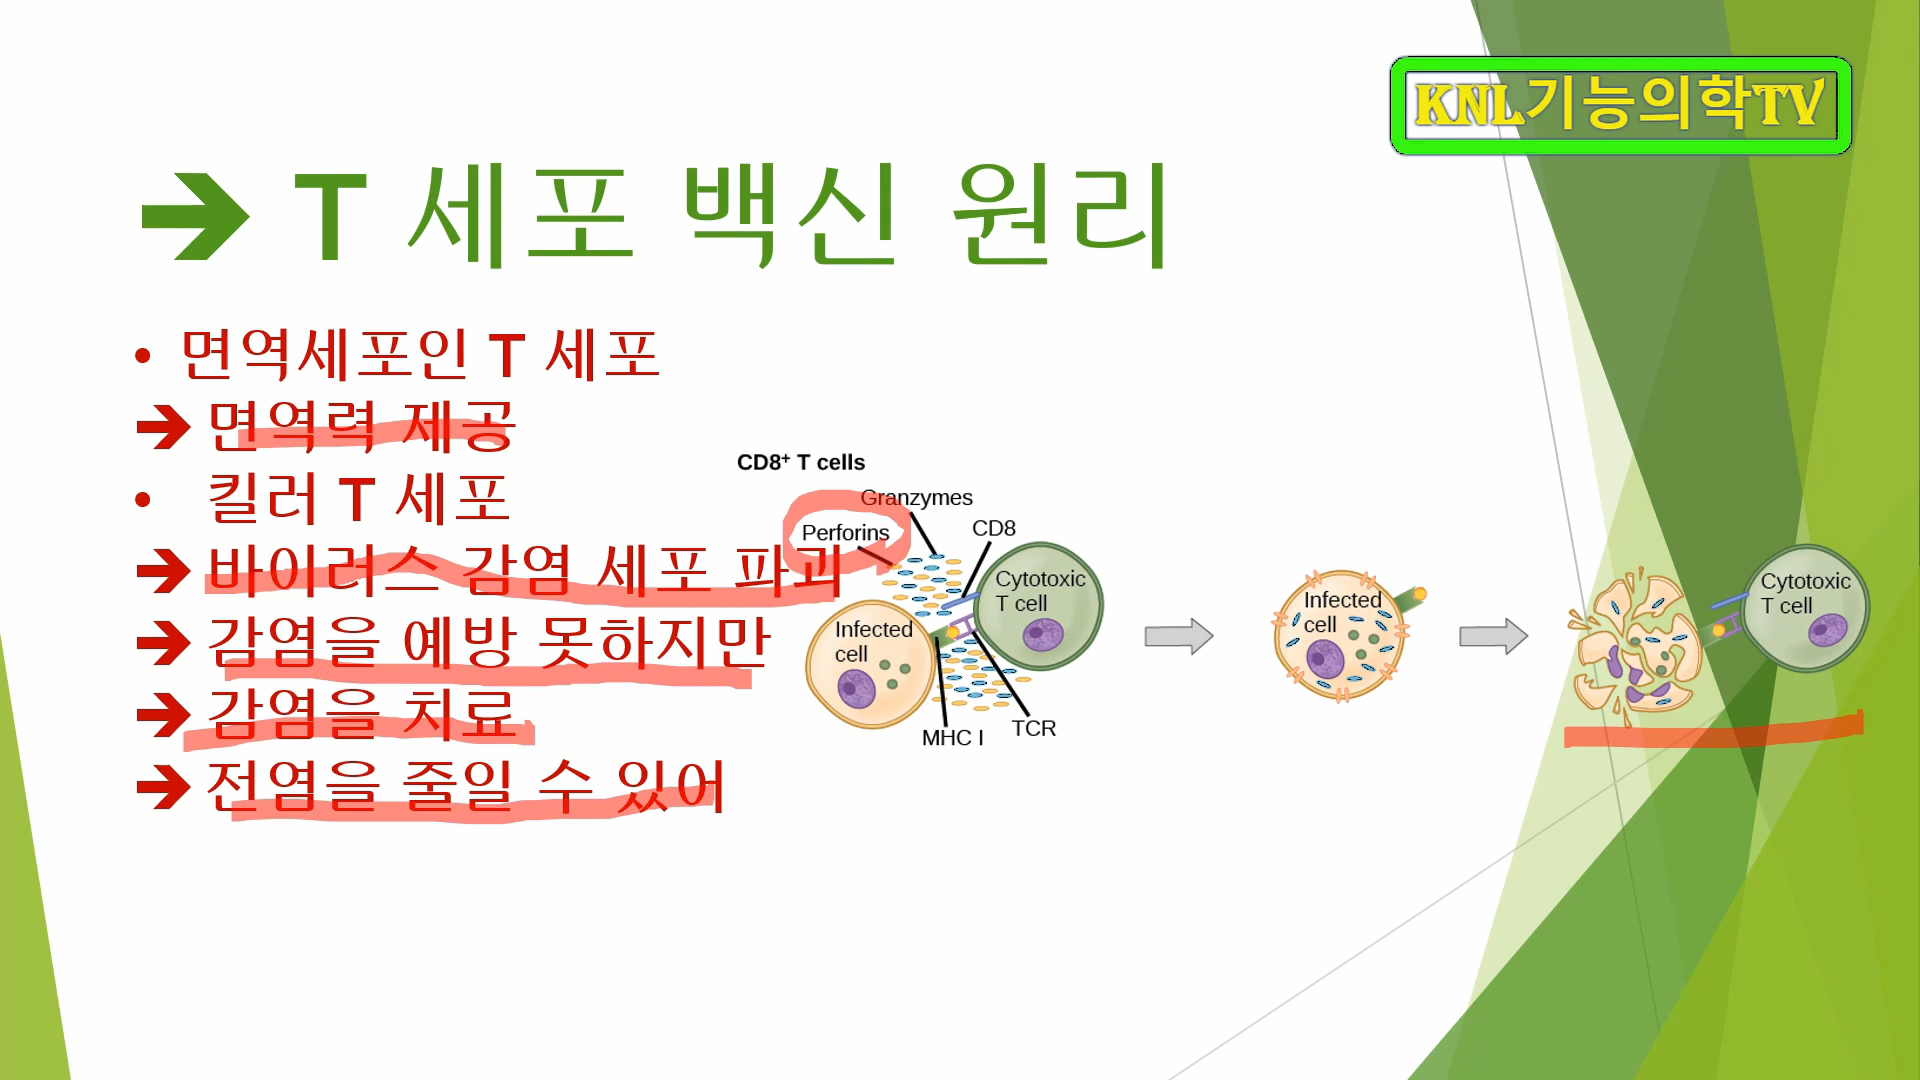 KNL기능의학TV
➔ T 세포 백신 원리
• 면역세포인 T 세포
➔ 면역력 제공
• 킬러 T 세포
➔ 바이러스 감염 세포 파괴
➔ 감염을 예방 못하지만
➔ 감염을 치료
➔ 전염을 줄일 수 있어
CD8⁺ T cells
Granzymes
Perforins
CD8
Cytotoxic
T cell
Infected
cell
MHC I
TCR
Infected
cell
Cytotoxic
T cell